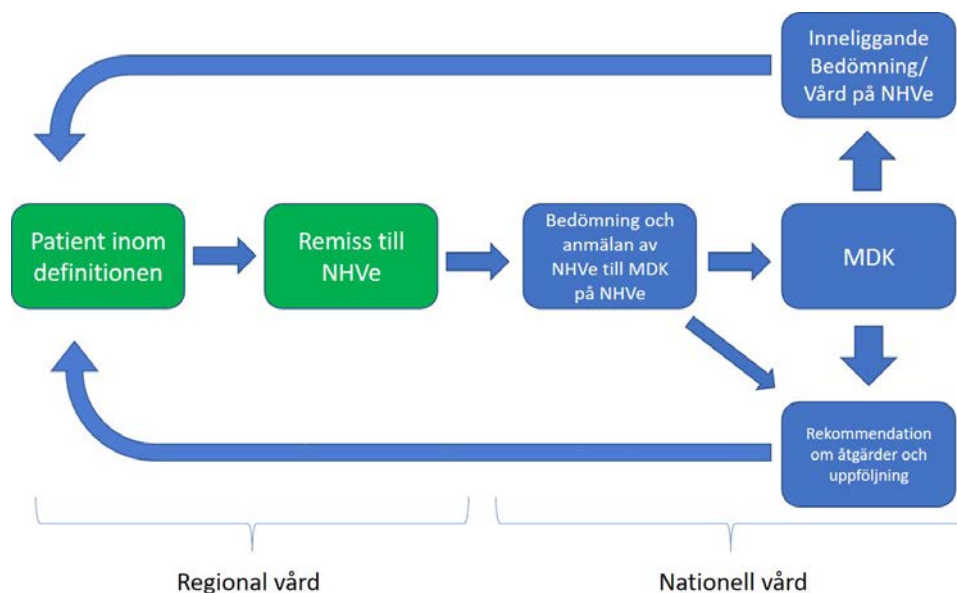 Inneliggande
Bedömning/
Vård på NHVe
Patient inom
definitionen
Remiss till
NHVe
Bedömning och
anmälan av
NHVe till MDK
på NHVe
MDK
Rekommendation
om åtgärder och
uppföljning
Regional vård
Nationell vård